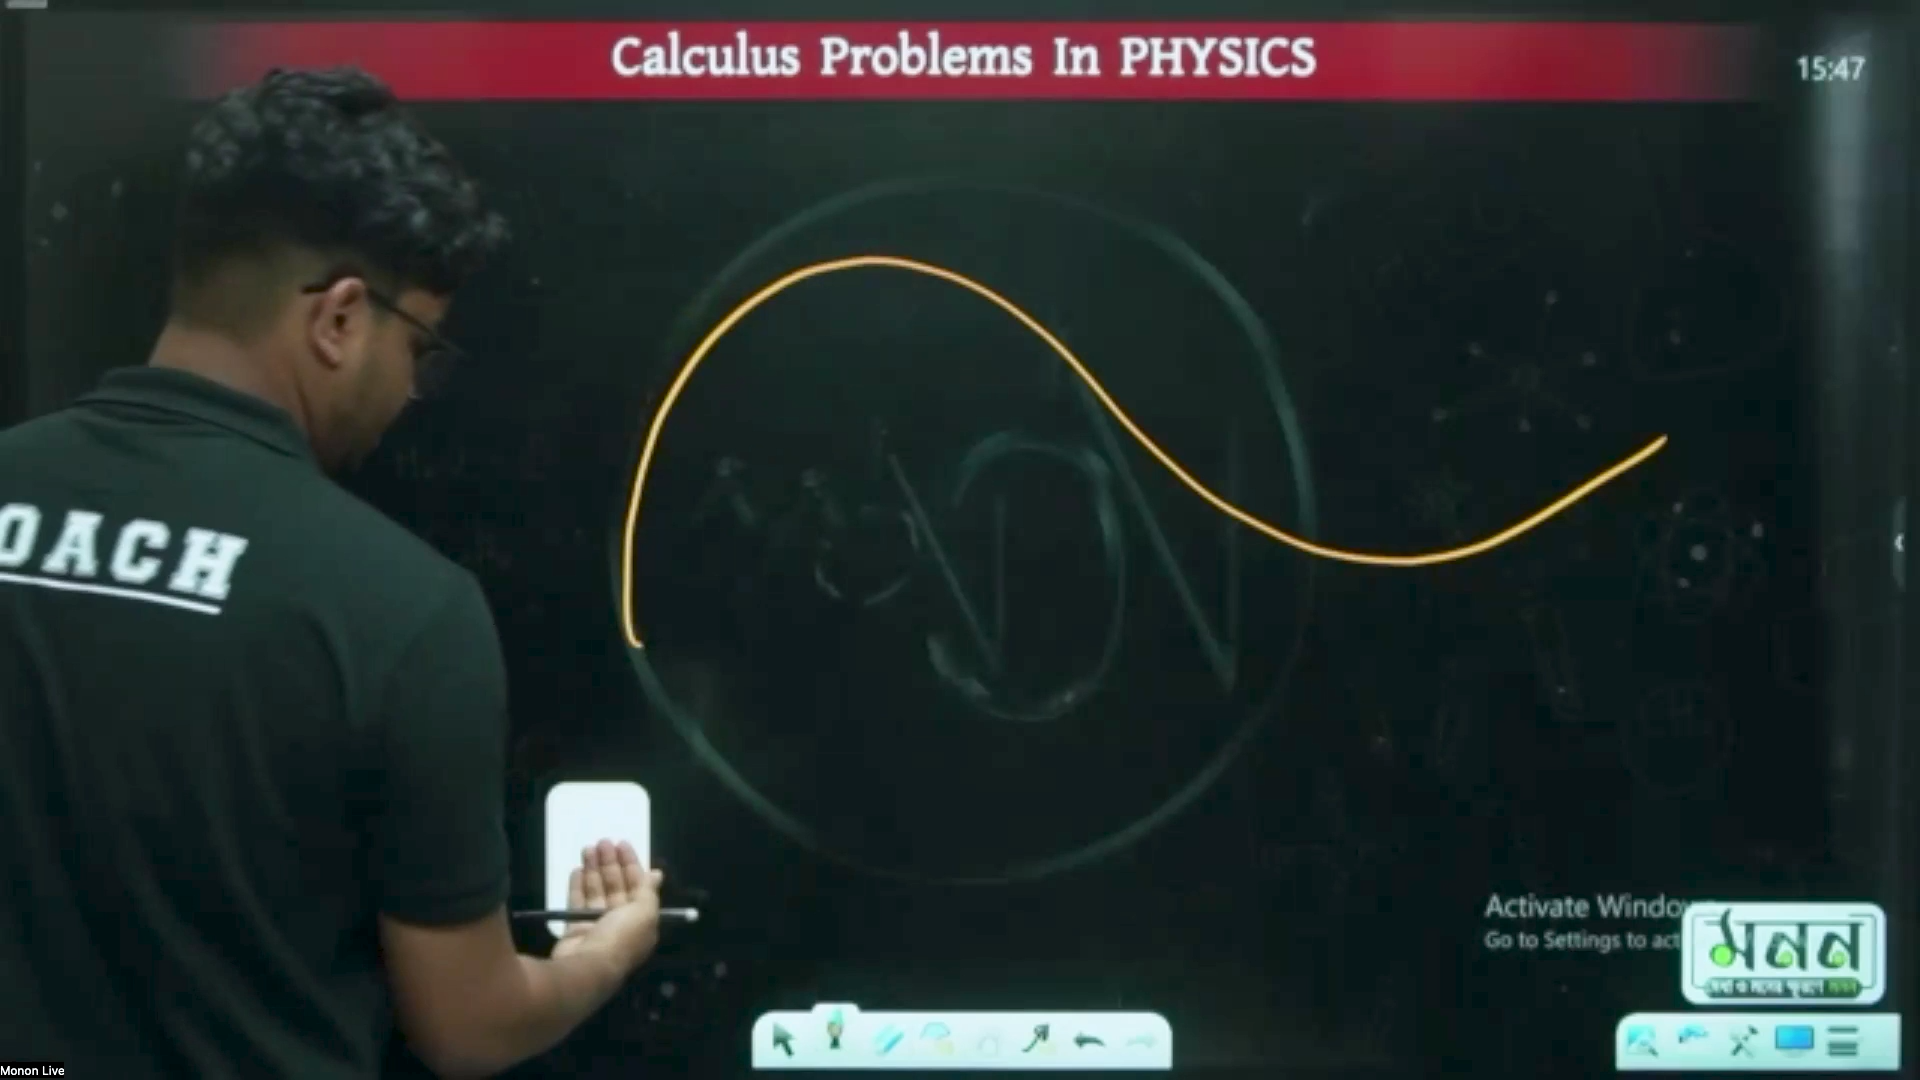 Calculus Problems In PHYSICS
15:47
OACH
Activate Windo
Go to Settings to act
মনন
Monon Live